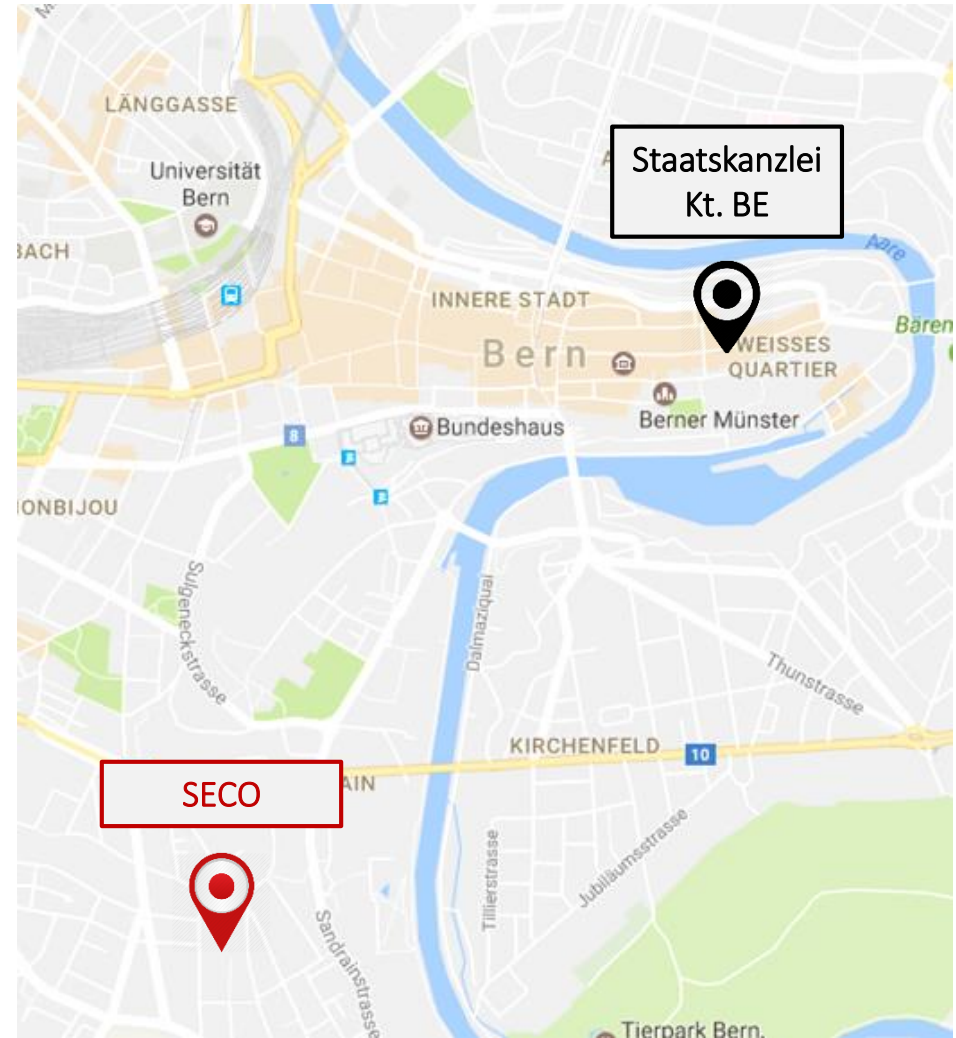 LÄNGGASSE
Universität
Bern
Staatskanzlei
Kt. BE
BACH
Aare
INNERE STADT
Bären
Bern
WEISSES
QUARTIER
Berner Münster
Bundeshaus
8
ONBIJOU
Sulgeneckstrasse
Dalmaziquai
Thunstrasse
KIRCHENFELD
10
SECO
AIN
Tillierstrasse
Jubiläumsstrasse
Sandrainstrasse
Tierpark Bern,